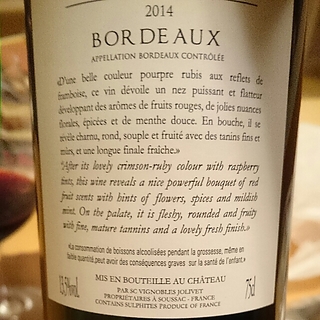 2014
BORDEAUX
APPELLATION BORDEAUX CONTRÔLÉE
«D'une belle couleur pourpre rubis aux reflets de
framboise, ce vin dévoile un nez puissant et flatteur
développant des arômes de fruits rouges, de jolies nuances
florales, épicées et de menthe douce. En bouche, il se
révèle charnu, rond, souple et fruité avec des tanins fins et
mûrs, et une longue finale fraîche.»
"After its lovely crimson-ruby colour with raspberry
tints, this wine reveals a nice powerful bouquet of red
fruit scents with hints of flowers, spices and mildish
mint. On the palate, it is fleshy, rounded and fruity
with fine, mature tannins and a lovely fresh finish."
«La consommation de boissons alcoolisées pendant la grossesse, même en
faible quantité,peut avoir des conséquences graves sur la santé de l'enfant.»
MIS EN BOUTEILLE AU CHÂTEAU
13,5%vol. PAR SC VIGNOBLES JOLIVET 75cl
PROPRIÉTAIRES À SOUSSAC - FRANCE
CONTAINS SULPHITES PRODUCT OF FRANCE